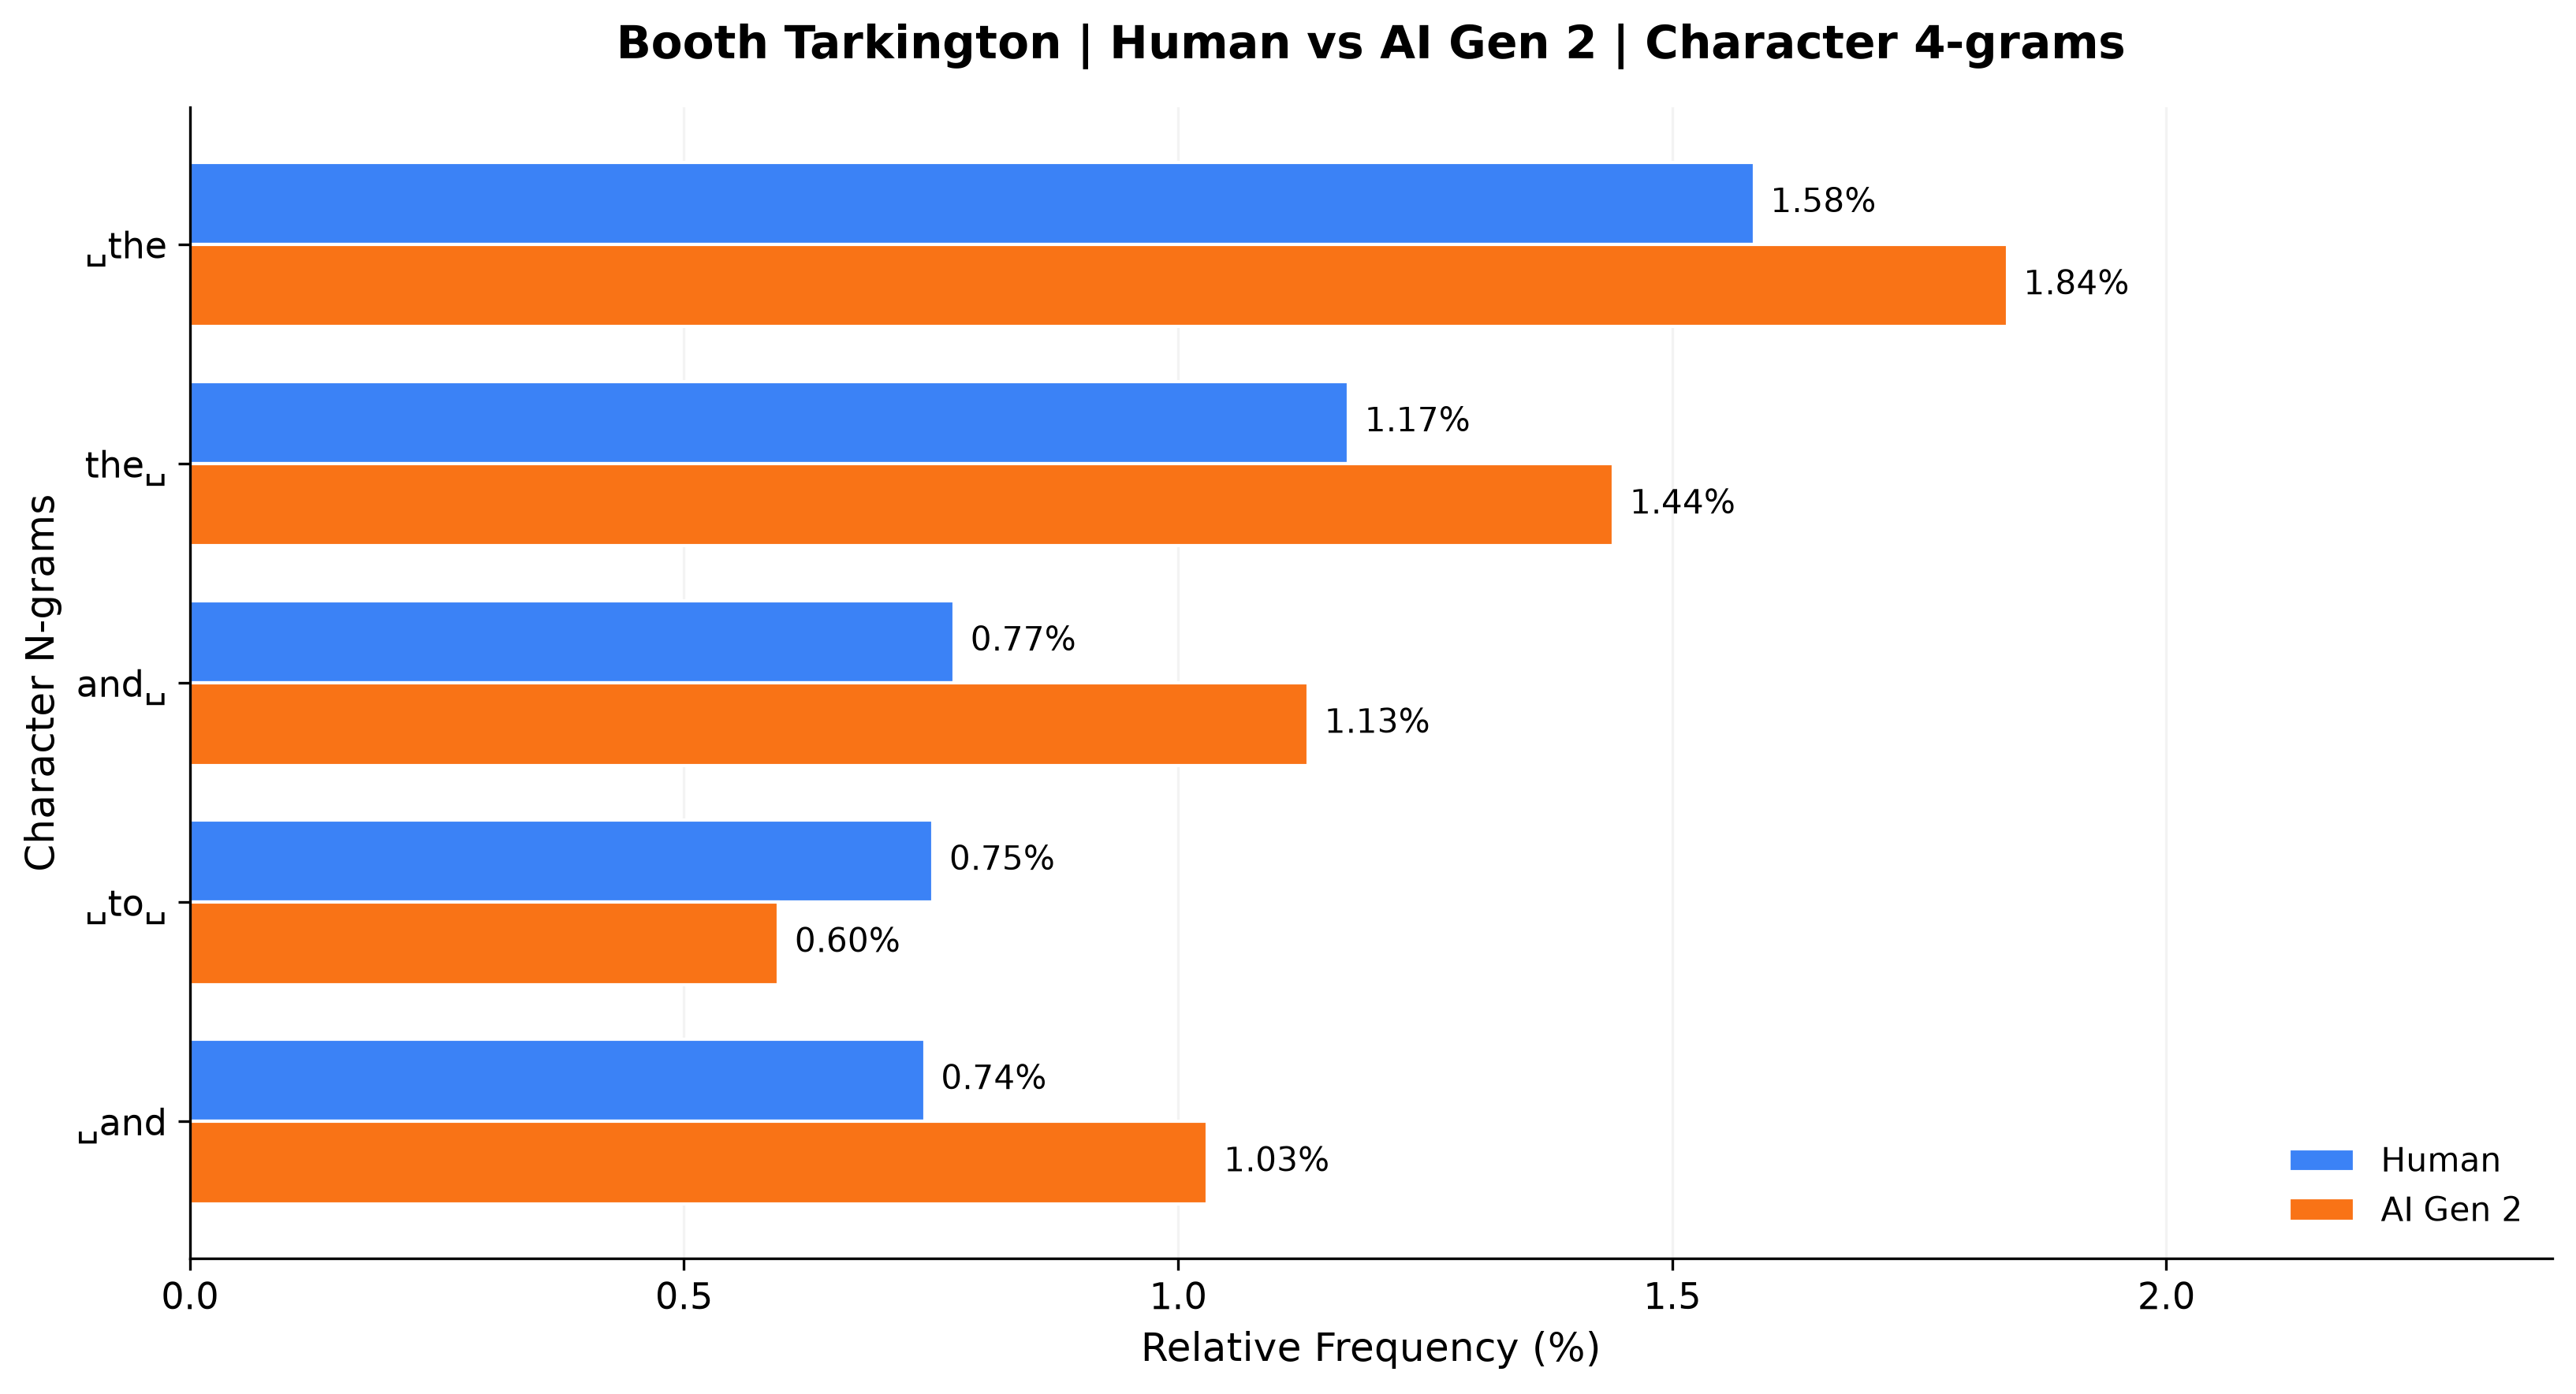 Booth Tarkington | Human vs AI Gen 2 | Character 4-grams
Character N-grams
␣the
1.58%
1.84%
the␣
1.17%
1.44%
and␣
0.77%
1.13%
␣to␣
0.75%
0.60%
␣and
0.74%
1.03%
Human
AI Gen 2
0.0 0.5 1.0 1.5 2.0
Relative Frequency (%)